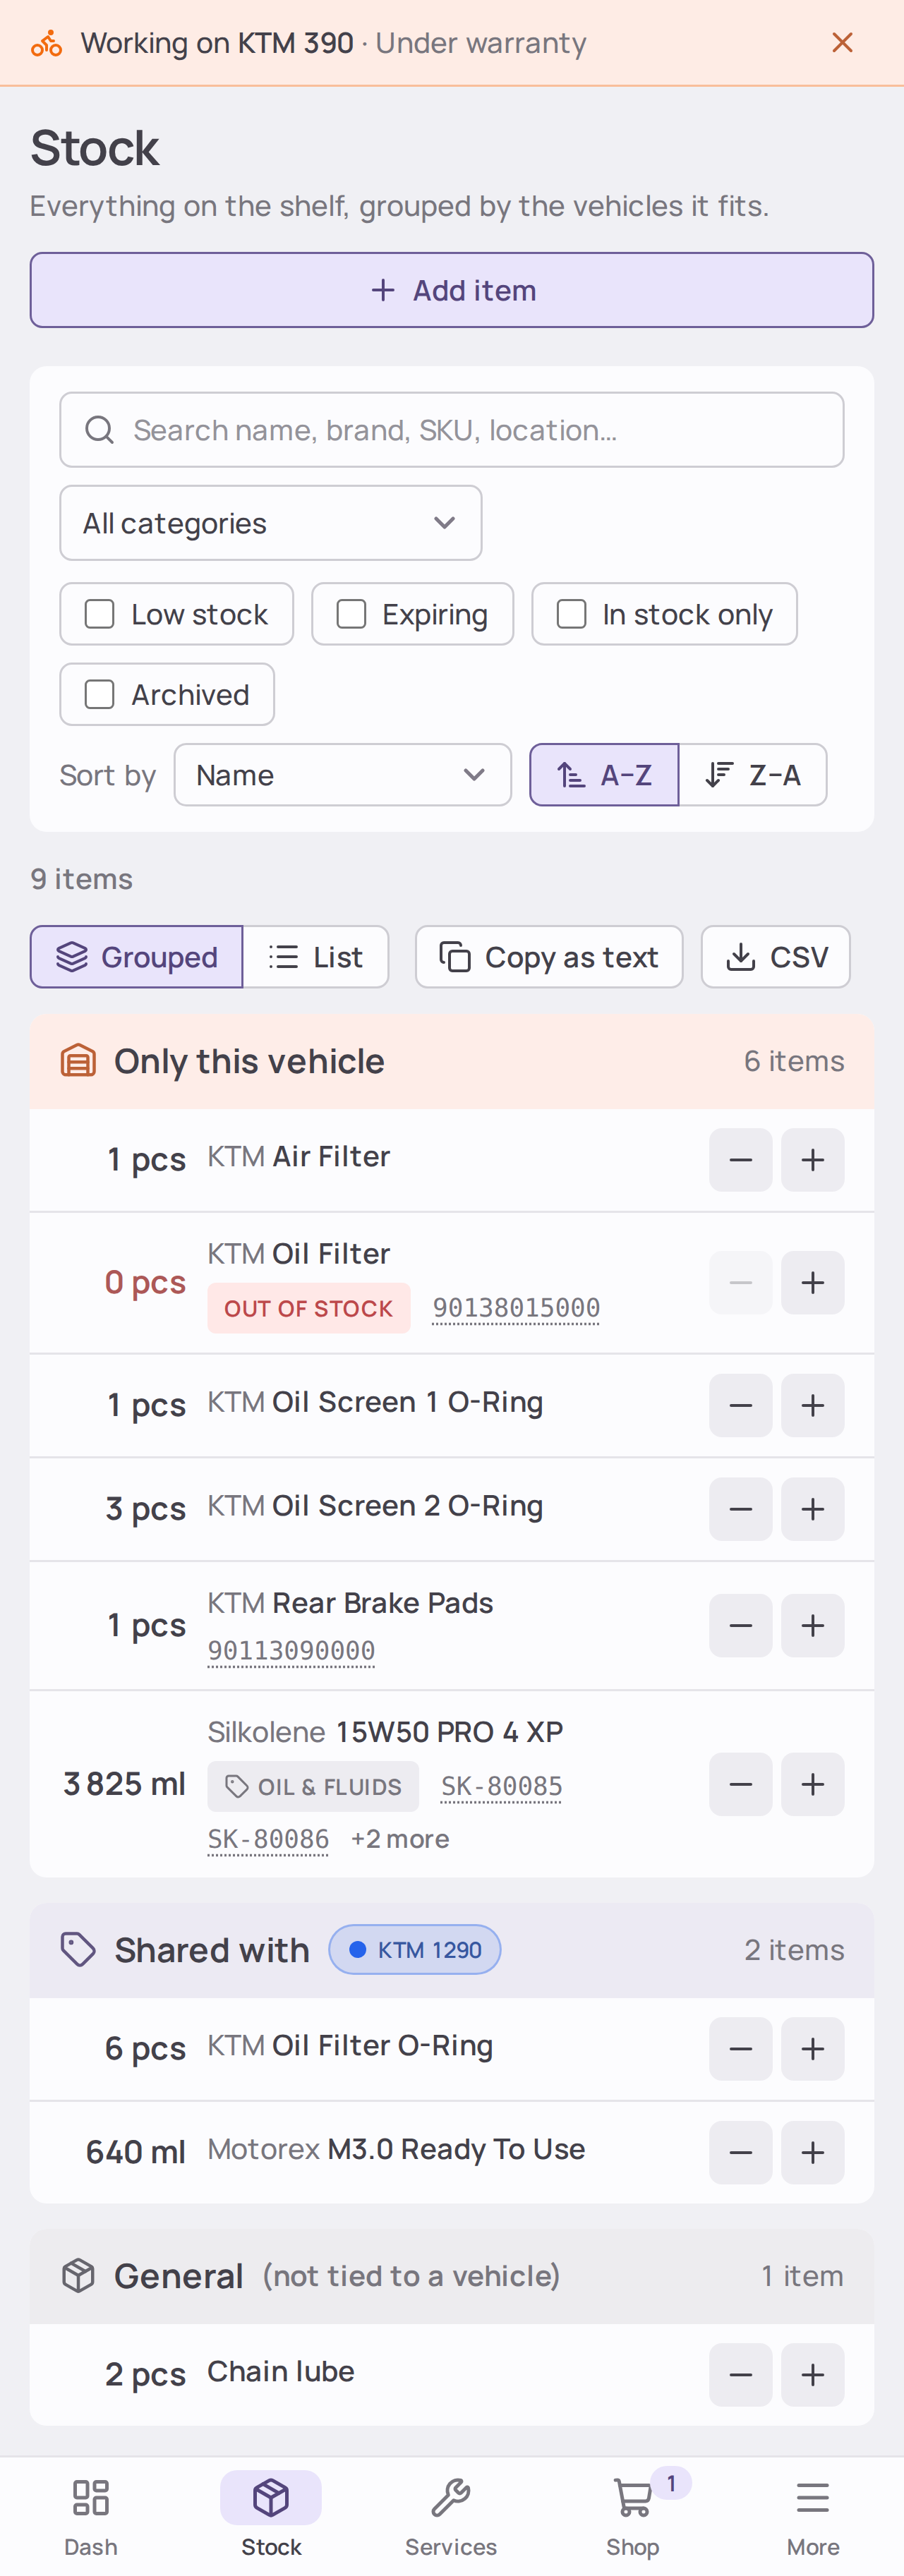 Working on KTM 390 · Under warranty
Stock
Everything on the shelf, grouped by the vehicles it fits.
Add item
Search name, brand, SKU, location…
All categories
Low stock
Expiring
In stock only
Archived
Sort by
Name
A–Z
Z–A
9 items
Grouped
List
Copy as text
CSV
Only this vehicle
6 items
1 pcs
KTM Air Filter
0 pcs
KTM Oil Filter
OUT OF STOCK
90138015000
1 pcs
KTM Oil Screen 1 O-Ring
3 pcs
KTM Oil Screen 2 O-Ring
1 pcs
KTM Rear Brake Pads
90113090000
3 825 ml
Silkolene 15W50 PRO 4 XP
OIL & FLUIDS
SK-80085
SK-80086
+2 more
Shared with
KTM 1290
2 items
6 pcs
KTM Oil Filter O-Ring
640 ml
Motorex M3.0 Ready To Use
General (not tied to a vehicle)
1 item
2 pcs
Chain lube
1
Dash
Stock
Services
Shop
More